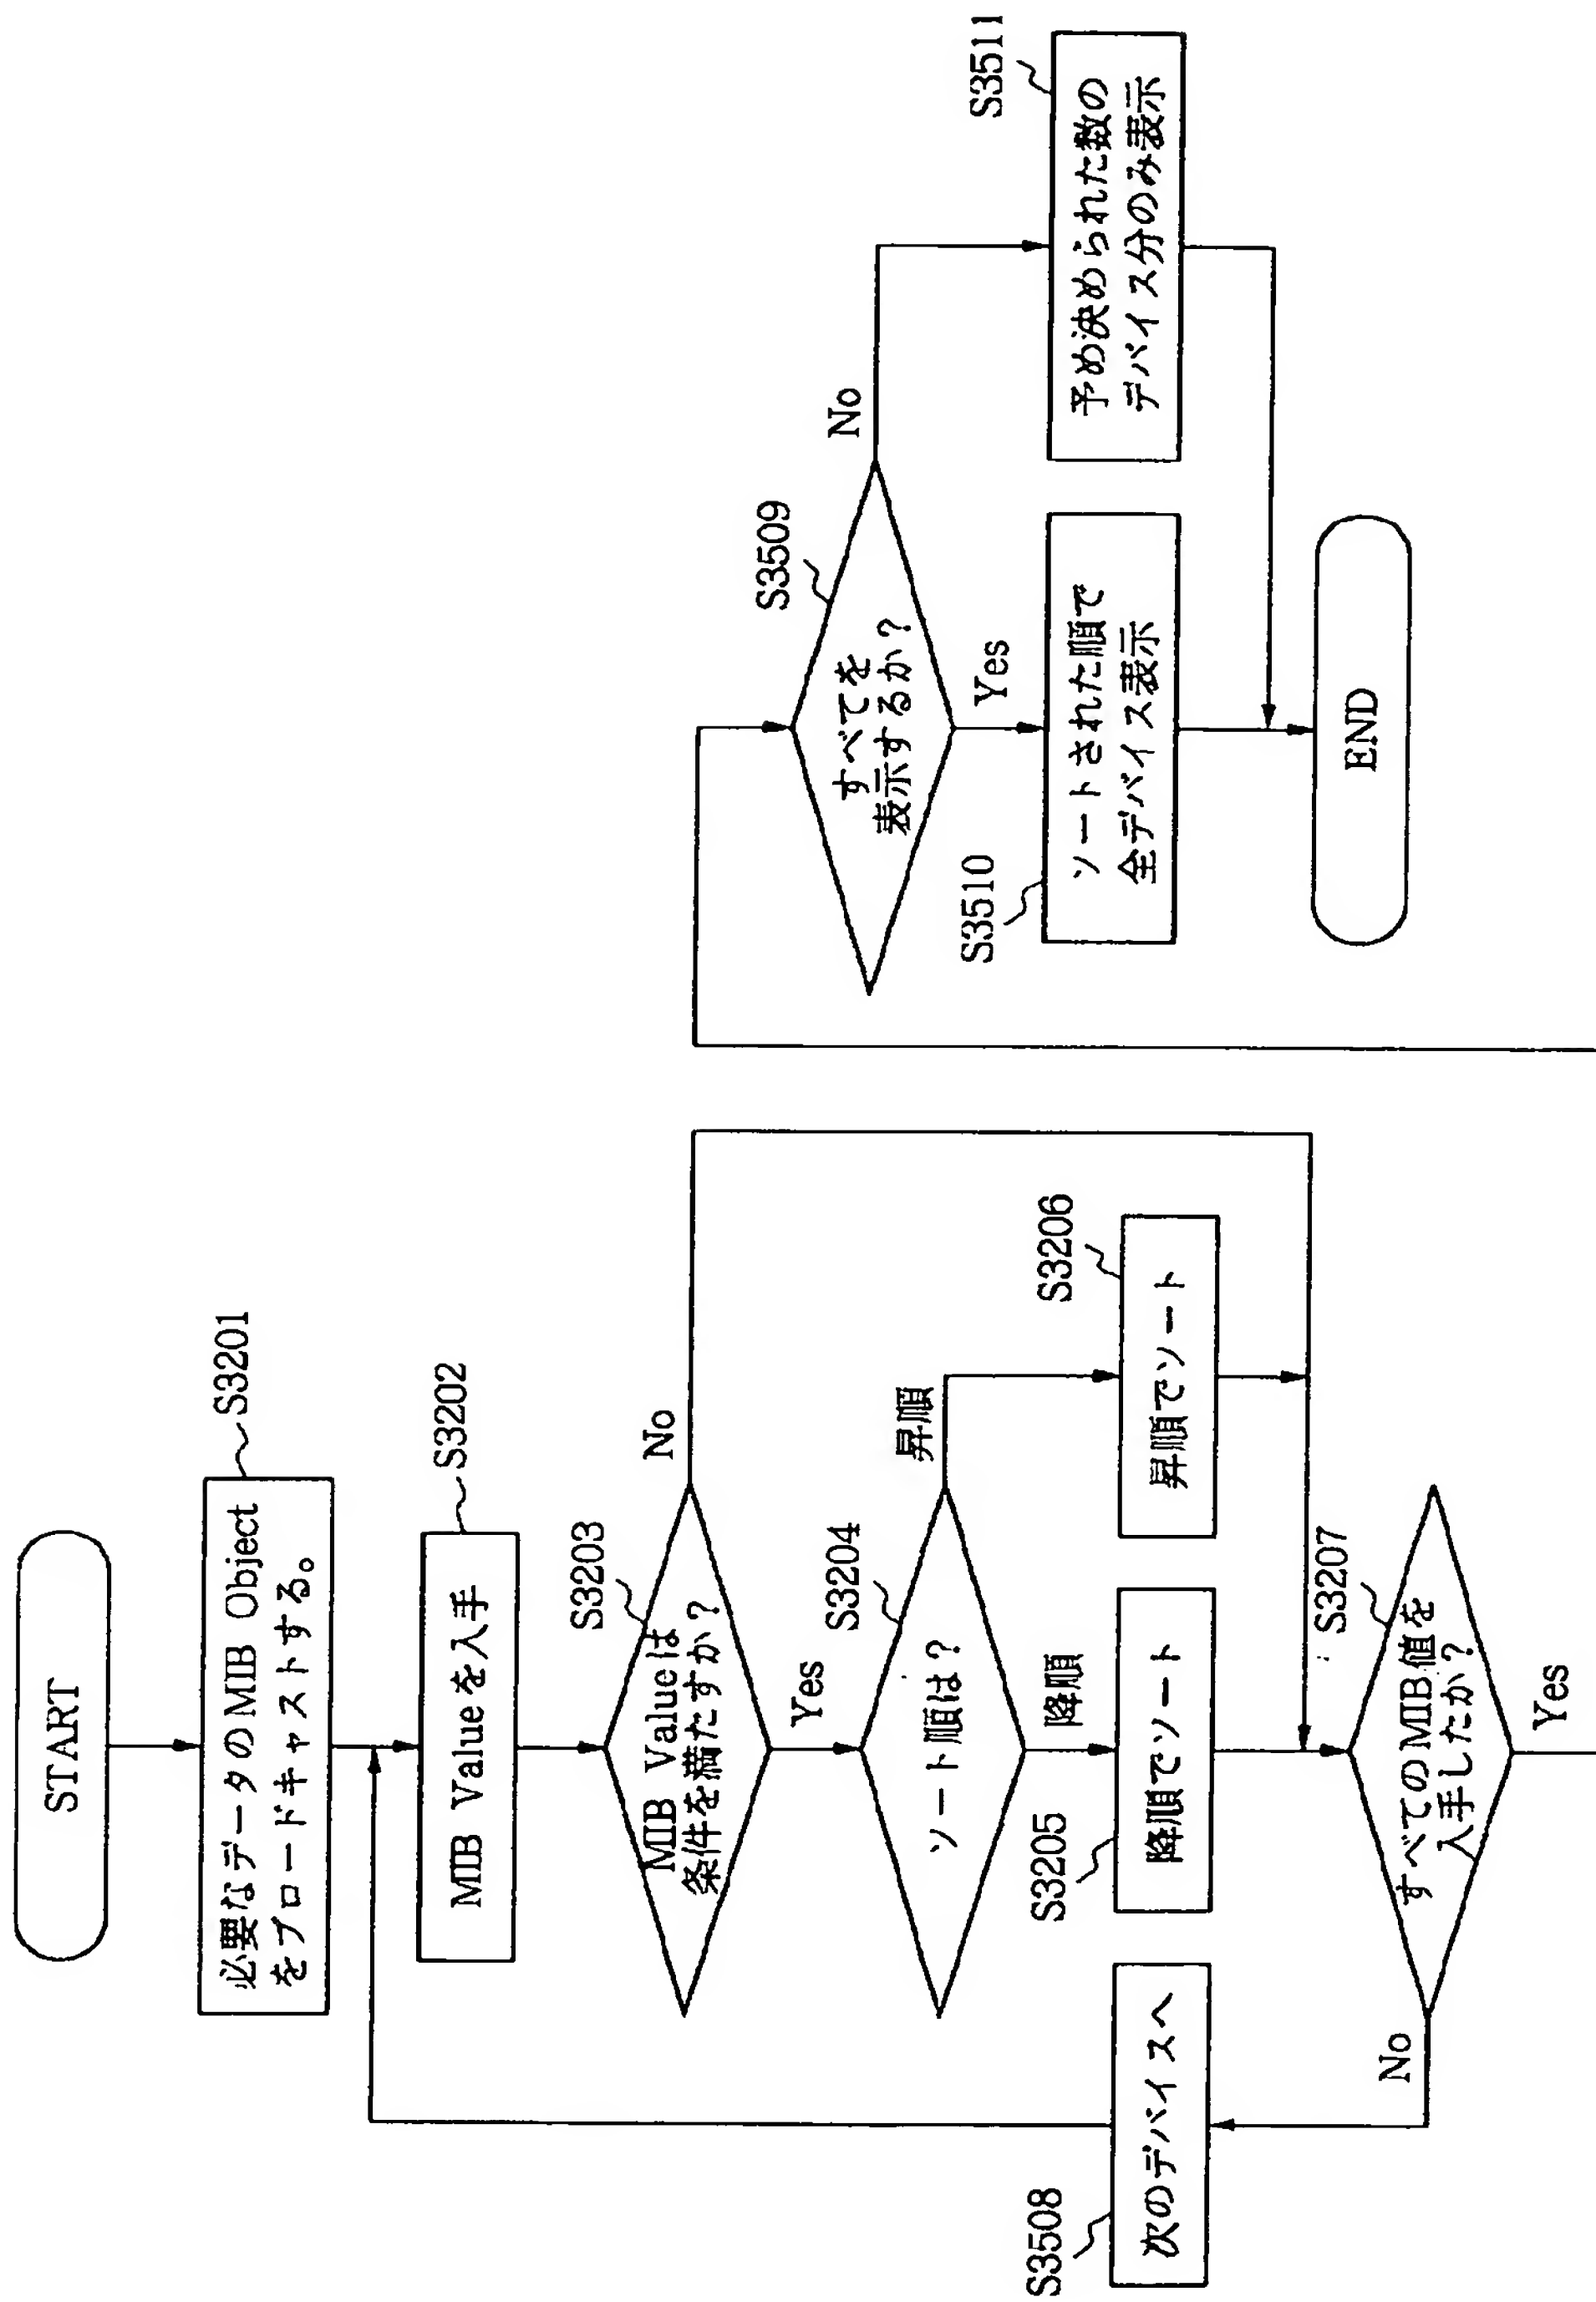 START
必要なデータのMIB Object
をブロードキャストする。
S3201
MIB Valueを入手
S3202
MIB Valueは
条件を満たすか？
S3203
No
Yes
ソート順は？
S3204
昇順
降順
降順でソート
S3205
昇順でソート
S3206
すべてのMIB値を
入手したか？
S3207
No
Yes
次のデバイスへ
S3508
すべてを
表示するか？
S3509
No
Yes
ソートされた順で
全デバイス表示
S3510
予め決められた数の
デバイス分のみ表示
S3511
END